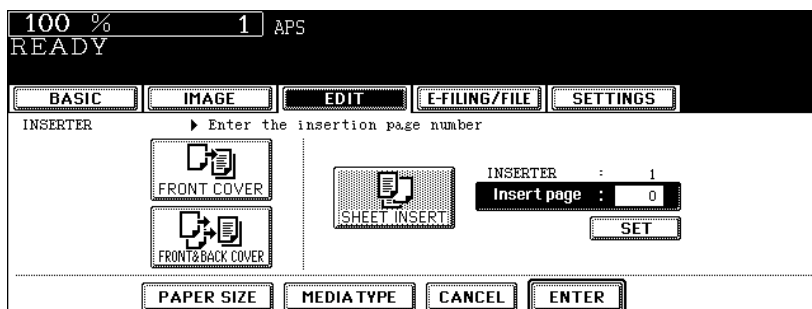 100 % 1 APS
READY
BASIC IMAGE EDIT E-FILING/FILE SETTINGS
INSERTER ▶ Enter the insertion page number
FRONT COVER
FRONT&BACK COVER
SHEET INSERT
INSERTER : 1
Insert page : 0
SET
PAPER SIZE MEDIA TYPE CANCEL ENTER